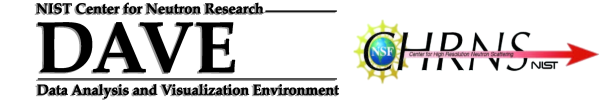 NIST Center for Neutron Research
DAVE
Data Analysis and Visualization Environment
NSF
CHRNS
Center for High Resolution Neutron Scattering
NIST